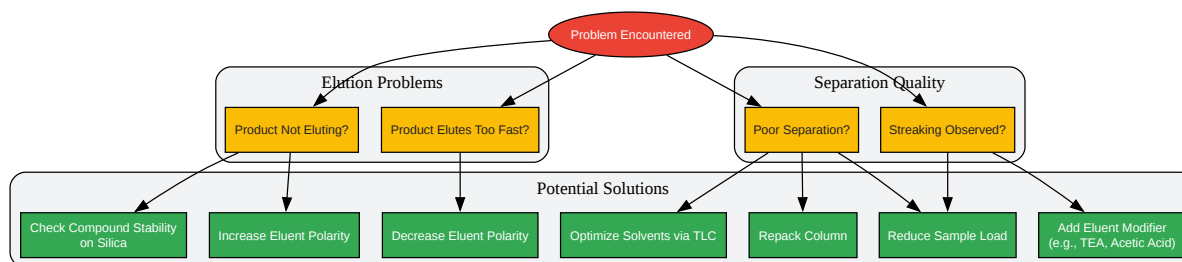 Problem Encountered
Elution Problems
Separation Quality
Product Not Eluting?
Product Elutes Too Fast?
Poor Separation?
Streaking Observed?
Potential Solutions
Check Compound Stability
on Silica
Increase Eluent Polarity
Decrease Eluent Polarity
Optimize Solvents via TLC
Repack Column
Reduce Sample Load
Add Eluent Modifier
(e.g., TEA, Acetic Acid)